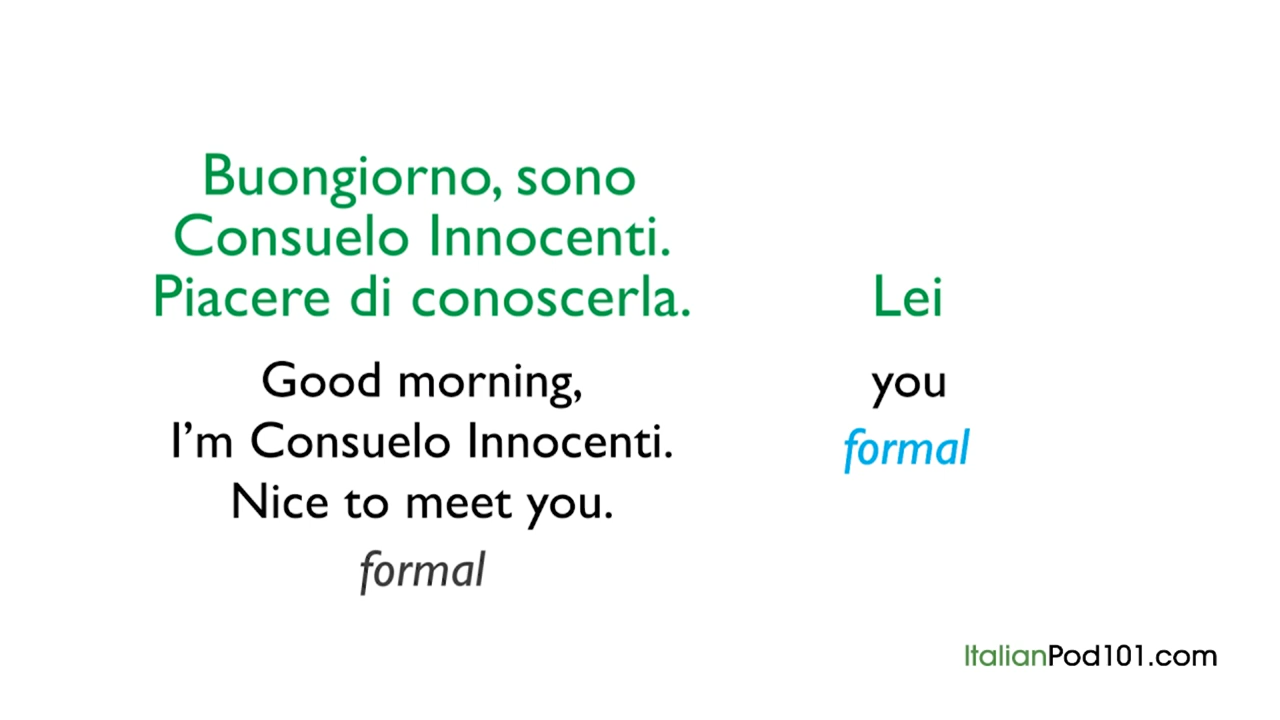 Buongiorno, sono
Consuelo Innocenti.
Piacere di conoscerla.
Good morning,
I'm Consuelo Innocenti.
Nice to meet you.
formal
Lei
you
formal
ItalianPod101.com